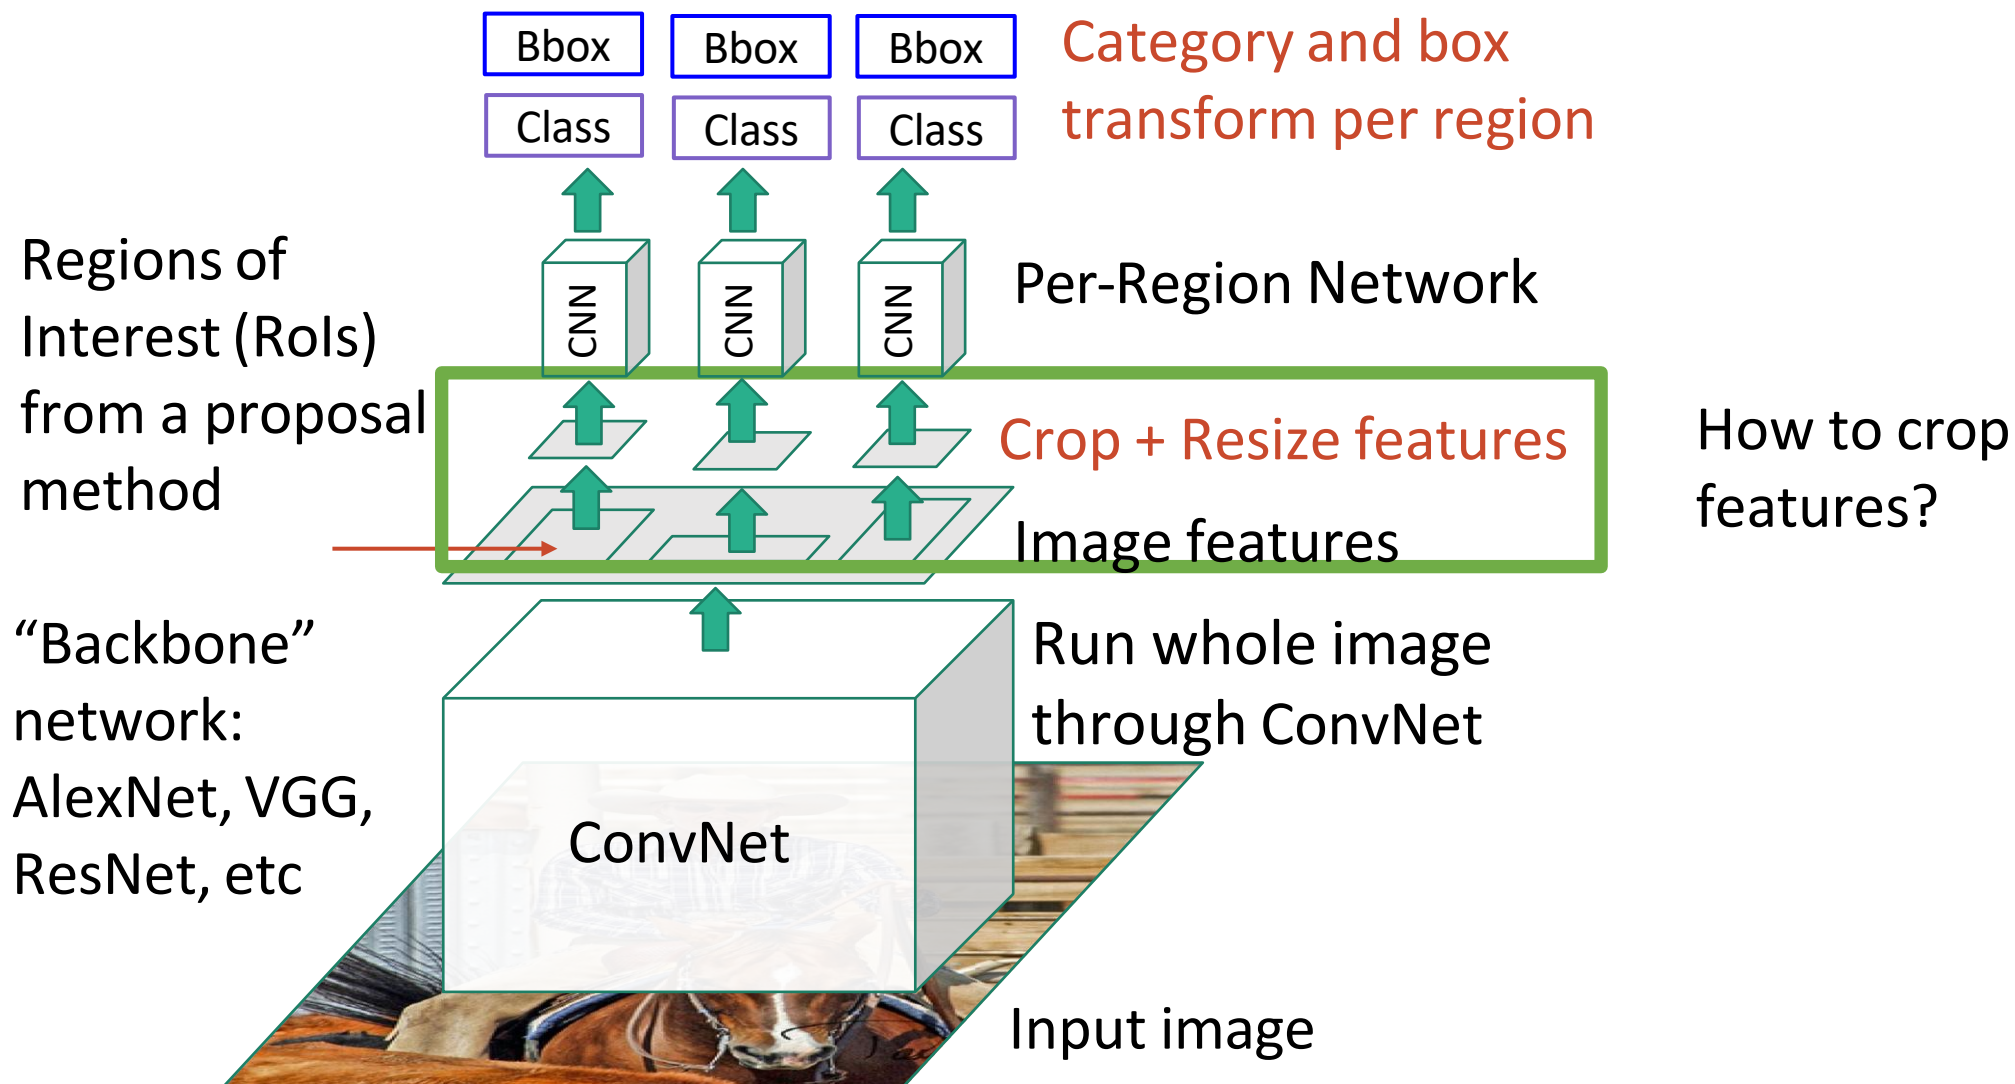 Bbox
Bbox
Bbox
Category and box
transform per region
Class
Class
Class
Regions of
Interest (RoIs)
from a proposal
method
CNN
CNN
CNN
Per-Region Network
Crop + Resize features
Image features
How to crop
features?
“Backbone”
network:
AlexNet, VGG,
ResNet, etc
Run whole image
through ConvNet
ConvNet
Input image